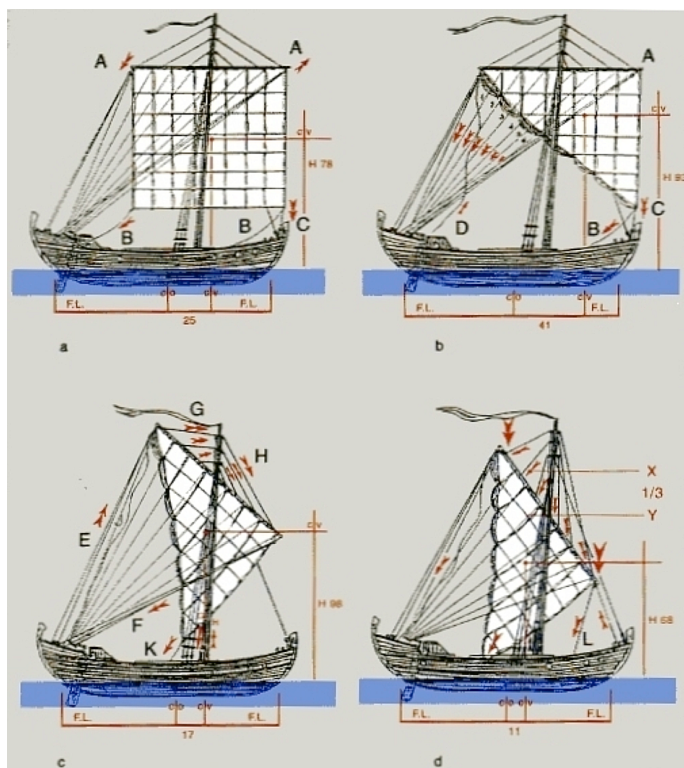 A A
c v
H 78
B B C
c o c v
F.L. F.L.
25
a
A
c v
H 93
D B C
c o c v
F.L. F.L.
41
b
G
H
E
c v
H 98
F
K
c o c v
F.L. F.L.
17
c
X
1/3
Y
H 68
L
c o c v
F.L. F.L.
11
d